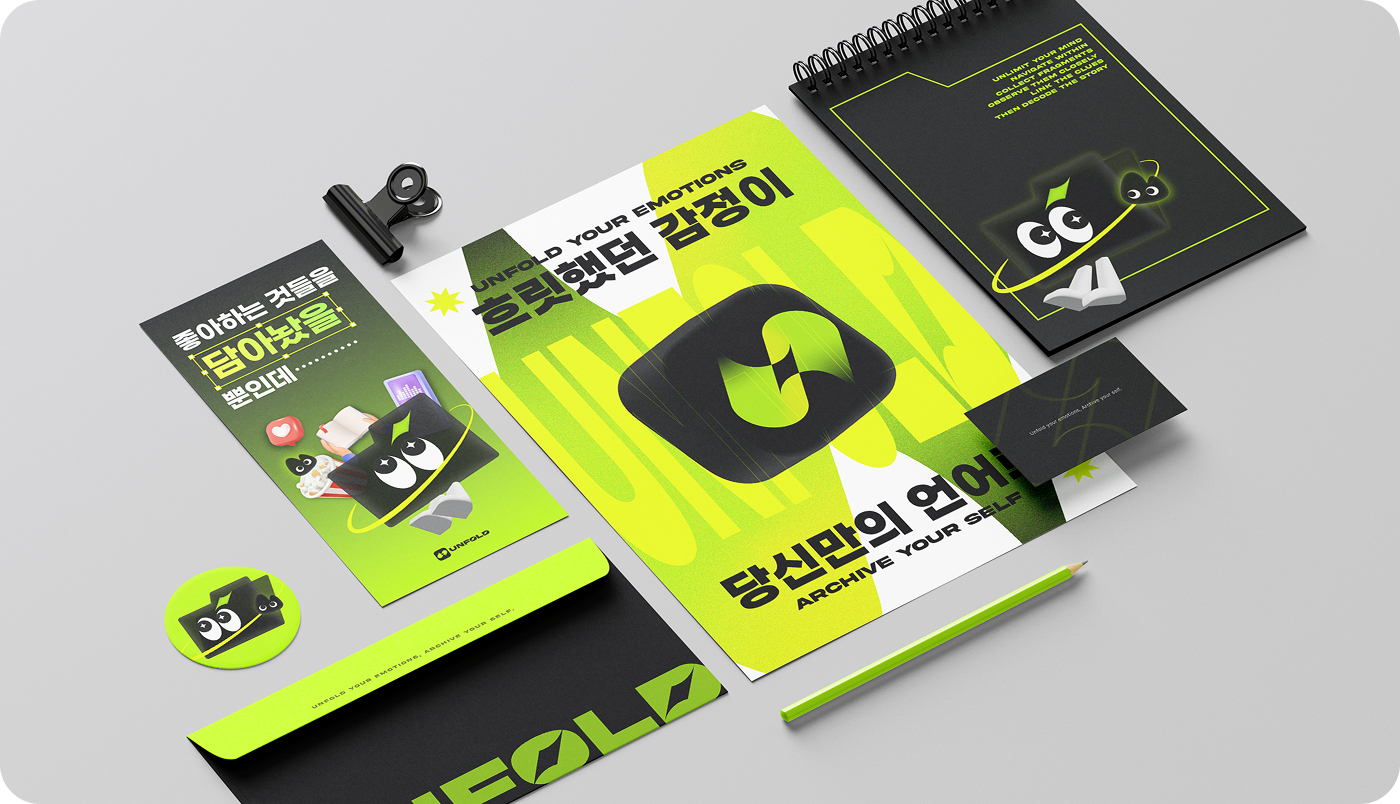 UNLIMIT YOUR MIND
NAVIGATE WITHIN
COLLECT FRAGMENTS
OBSERVE THEM CLOSELY
LINK THE CLUES
THEN DECODE THE STORY
UNFOLD YOUR EMOTIONS
흐릿했던 감정이
UNFOLD
당신만의 언어로
ARCHIVE YOUR SELF
좋아하는 것들을
담아놨을
뿐인데
UNFOLD
Unfold your emotions, Archive your self.
UNFOLD YOUR EMOTIONS, ARCHIVE YOUR SELF.
UNFOLD